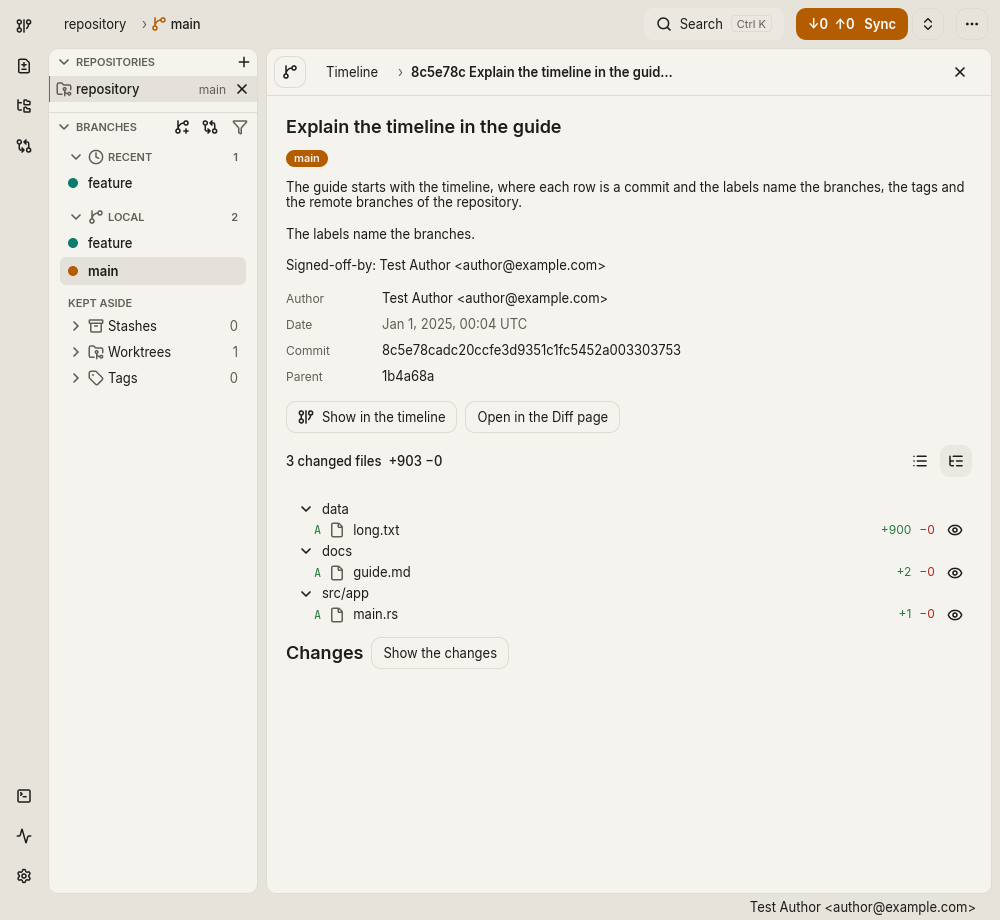 repository › main
Search Ctrl K
↓0 ↑0 Sync
REPOSITORIES
repository main
BRANCHES
RECENT 1
feature
LOCAL 2
feature
main
KEPT ASIDE
Stashes 0
Worktrees 1
Tags 0
Timeline › 8c5e78c Explain the timeline in the guid…
Explain the timeline in the guide
main
The guide starts with the timeline, where each row is a commit and the labels name the branches, the tags and
the remote branches of the repository.
The labels name the branches.
Signed-off-by: Test Author <author@example.com>
Author Test Author <author@example.com>
Date Jan 1, 2025, 00:04 UTC
Commit 8c5e78cadc20ccfe3d9351c1fc5452a003303753
Parent 1b4a68a
Show in the timeline
Open in the Diff page
3 changed files +903 −0
data
A long.txt +900 −0
docs
A guide.md +2 −0
src/app
A main.rs +1 −0
Changes Show the changes
Test Author <author@example.com>